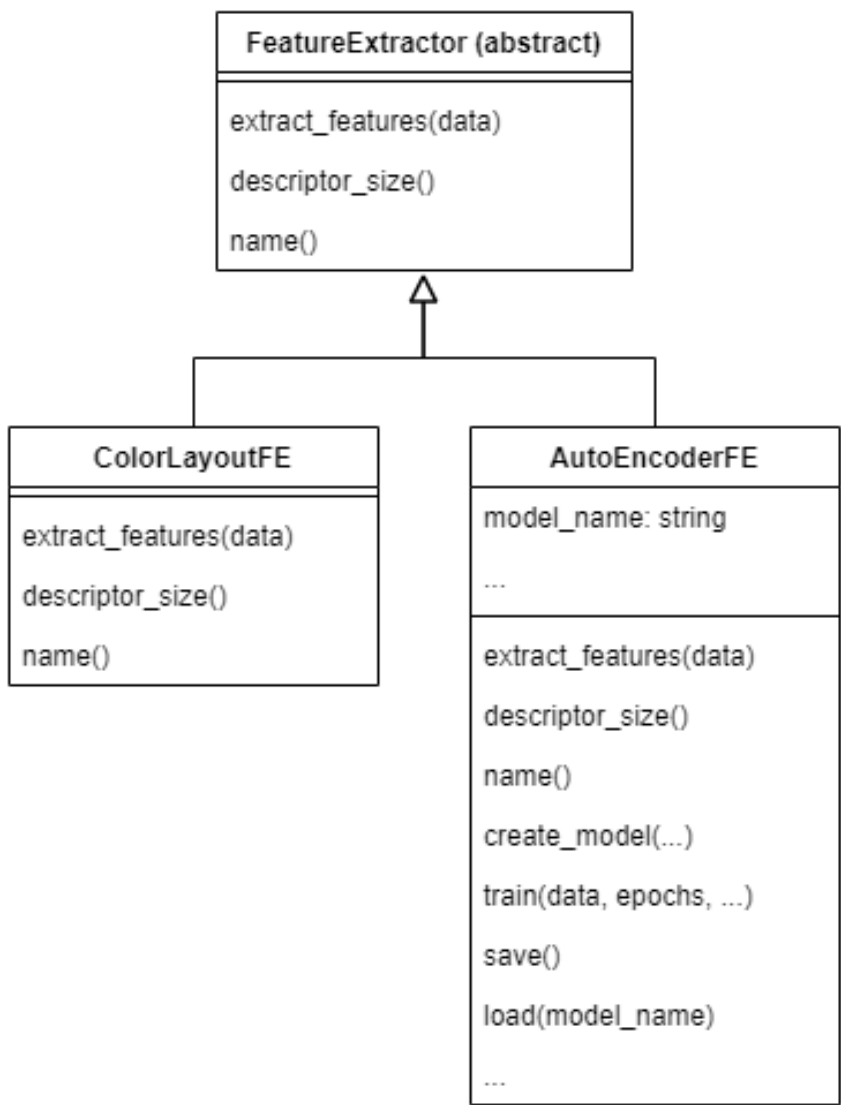 FeatureExtractor (abstract)
extract_features(data)
descriptor_size()
name()
ColorLayoutFE
extract_features(data)
descriptor_size()
name()
AutoEncoderFE
model_name: string
...
extract_features(data)
descriptor_size()
name()
create_model(...)
train(data, epochs, ...)
save()
load(model_name)
...